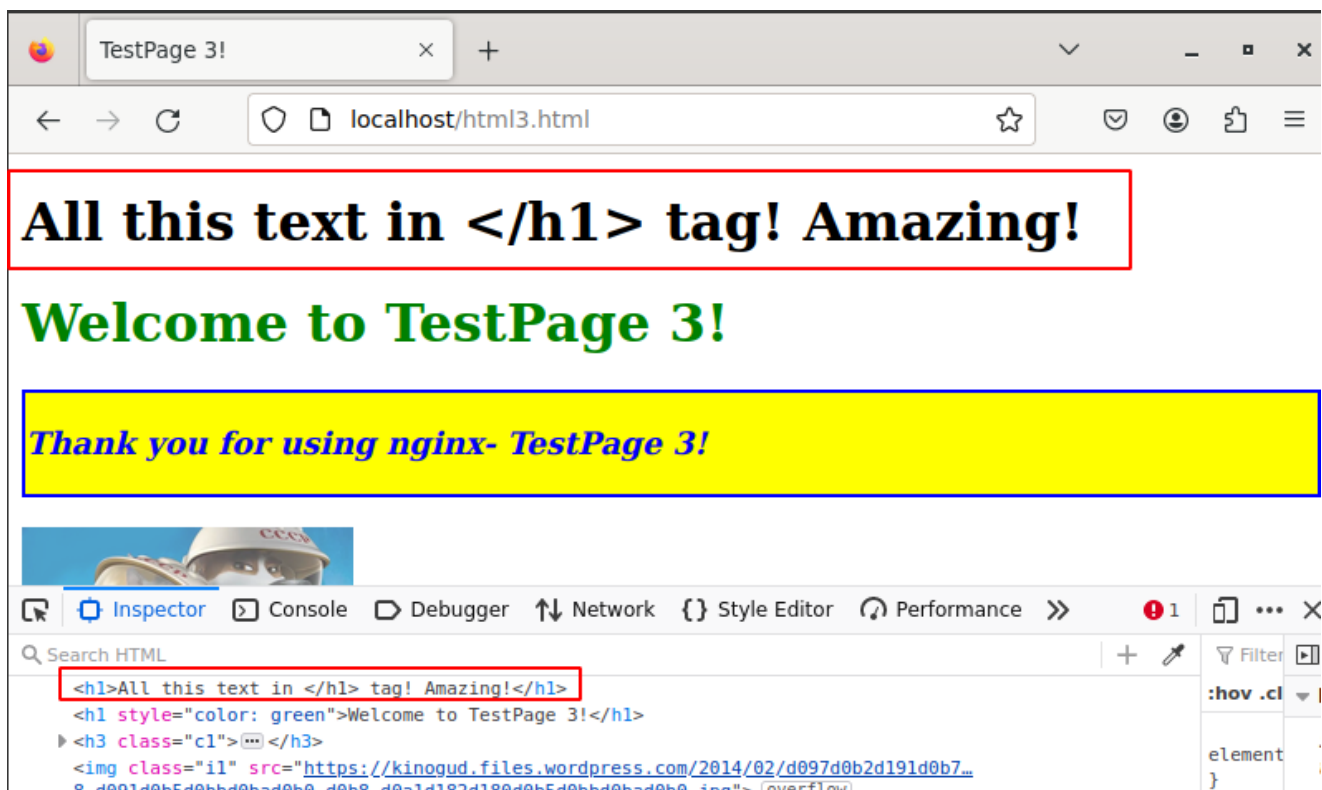 TestPage 3!
localhost/html3.html
All this text in </h1> tag! Amazing!
Welcome to TestPage 3!
Thank you for using nginx- TestPage 3!
СССР
Inspector Console Debugger Network {} Style Editor Performance 1
Search HTML Filter
<h1>All this text in </h1> tag! Amazing!</h1>
:hov .cl
<h1 style="color: green">Welcome to TestPage 3!</h1>
<h3 class="c1"></h3>
element
<img class="i1" src="https://kinogud.files.wordpress.com/2014/02/d097d0b2d191d0b7…
}